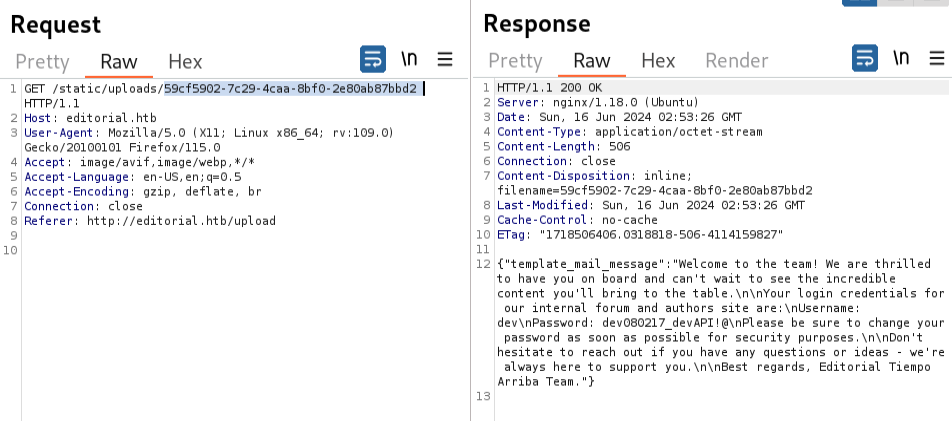 Request
Pretty Raw Hex \n
1 GET /static/uploads/59cf5902-7c29-4caa-8bf0-2e80ab87bbd2
HTTP/1.1
2 Host: editorial.htb
3 User-Agent: Mozilla/5.0 (X11; Linux x86_64; rv:109.0)
Gecko/20100101 Firefox/115.0
4 Accept: image/avif,image/webp,*/*
5 Accept-Language: en-US,en;q=0.5
6 Accept-Encoding: gzip, deflate, br
7 Connection: close
8 Referer: http://editorial.htb/upload
9
10
Response
Pretty Raw Hex Render \n
1 HTTP/1.1 200 OK
2 Server: nginx/1.18.0 (Ubuntu)
3 Date: Sun, 16 Jun 2024 02:53:26 GMT
4 Content-Type: application/octet-stream
5 Content-Length: 506
6 Connection: close
7 Content-Disposition: inline;
filename=59cf5902-7c29-4caa-8bf0-2e80ab87bbd2
8 Last-Modified: Sun, 16 Jun 2024 02:53:26 GMT
9 Cache-Control: no-cache
10 ETag: "1718506406.0318818-506-4114159827"
11
12 {"template_mail_message":"Welcome to the team! We are thrilled
to have you on board and can't wait to see the incredible
content you'll bring to the table.\n\nYour login credentials for
our internal forum and authors site are:\nUsername:
dev\nPassword: dev080217_devAPI!@\nPlease be sure to change your
password as soon as possible for security purposes.\n\nDon't
hesitate to reach out if you have any questions or ideas - we're
always here to support you.\n\nBest regards, Editorial Tiempo
Arriba Team."}
13